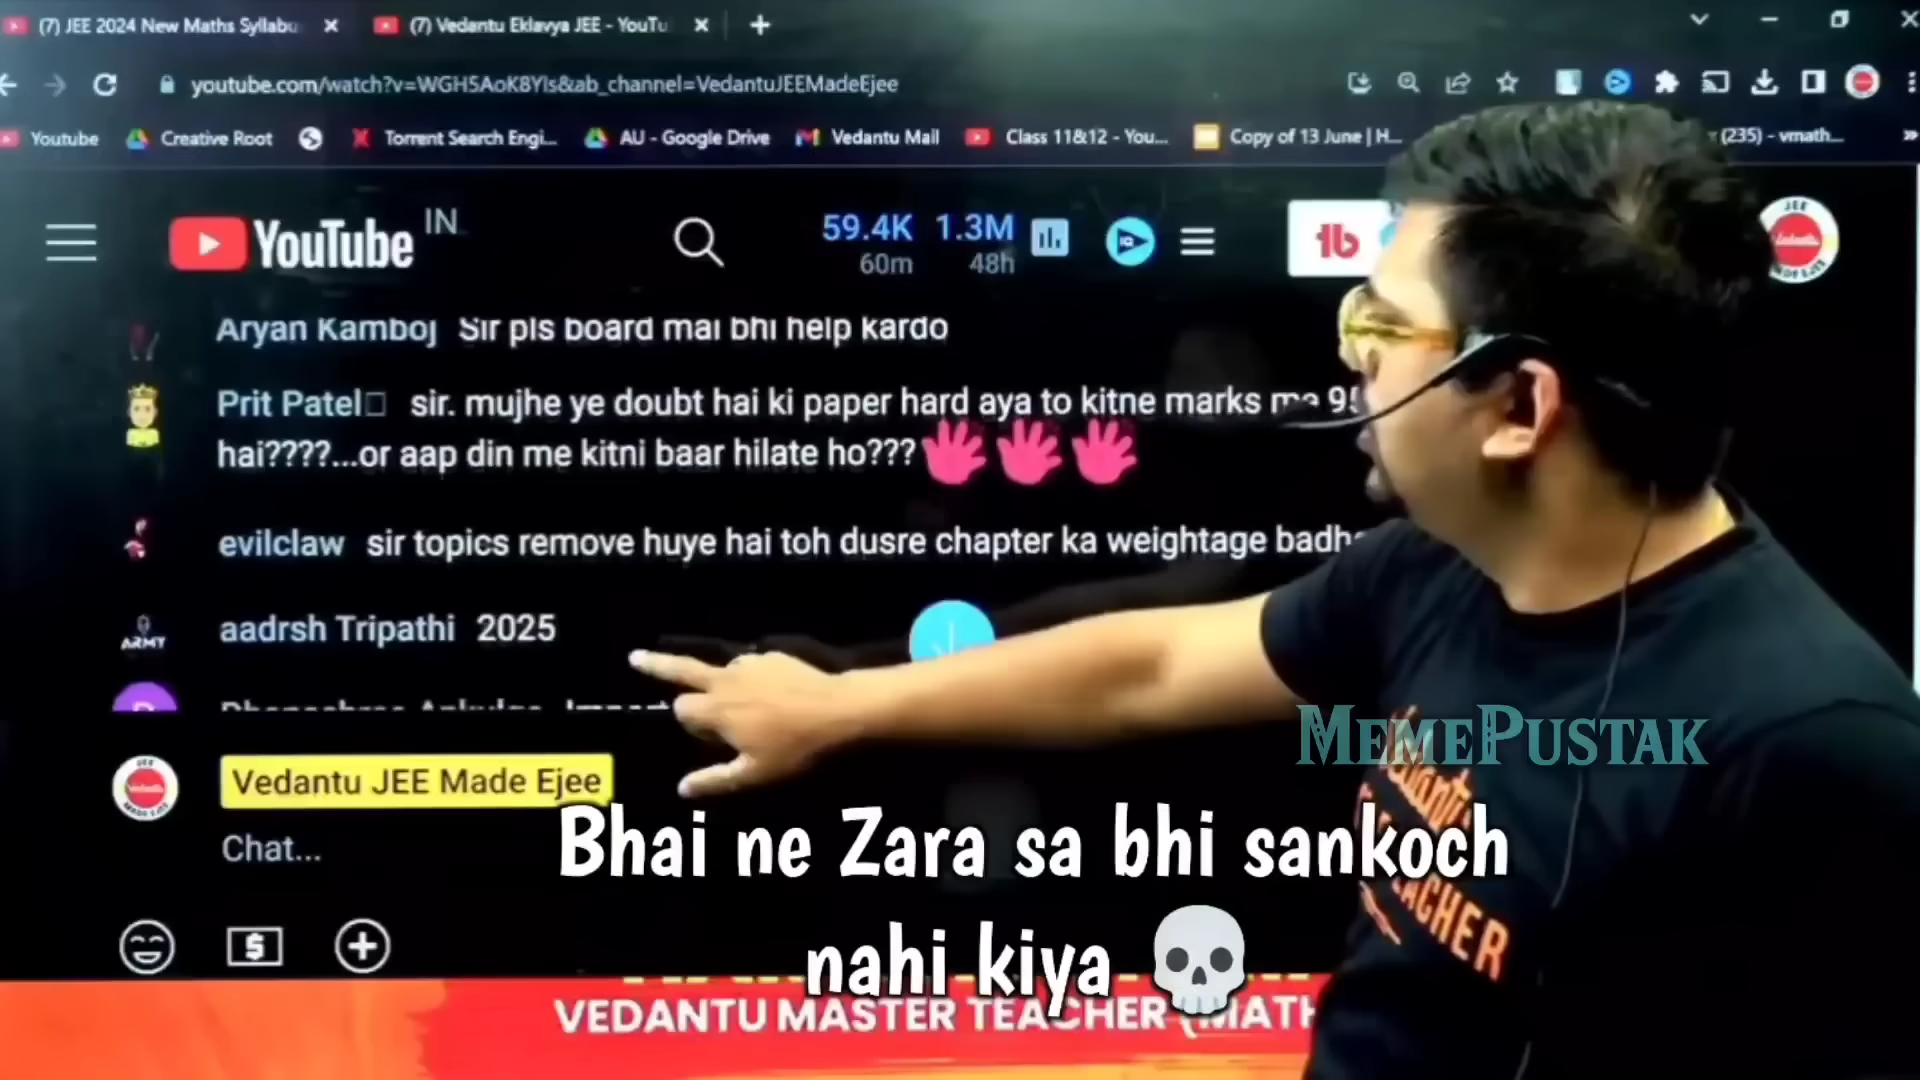 (7) JEE 2024 New Maths Syllabu
(7) Vedantu Eklavya JEE - YouTu
youtube.com/watch?v=WGH5AoK8YIs&ab_channel=VedantuJEEMadeEjee
Youtube
Creative Root
Torrent Search Engi...
AU - Google Drive
Vedantu Mail
Class 11&12 - You...
Copy of 13 June | H...
(235) - vmath...
YouTube IN
59.4K 1.3M
60m 48h
tb
JEE
Aryan Kamboj Sir pls board mai bhi help kardo
Prit Patel sir. mujhe ye doubt hai ki paper hard aya to kitne marks me
hai????...or aap din me kitni baar hilate ho???
evilclaw sir topics remove huye hai toh dusre chapter ka weightage
ARMY
aadrsh Tripathi 2025
MEMEPUSTAK
Vedantu JEE Made Ejee
Chat...
Bhai ne Zara sa bhi sankoch
nahi kiya
VEDANTU MASTER TEACHER (MATH